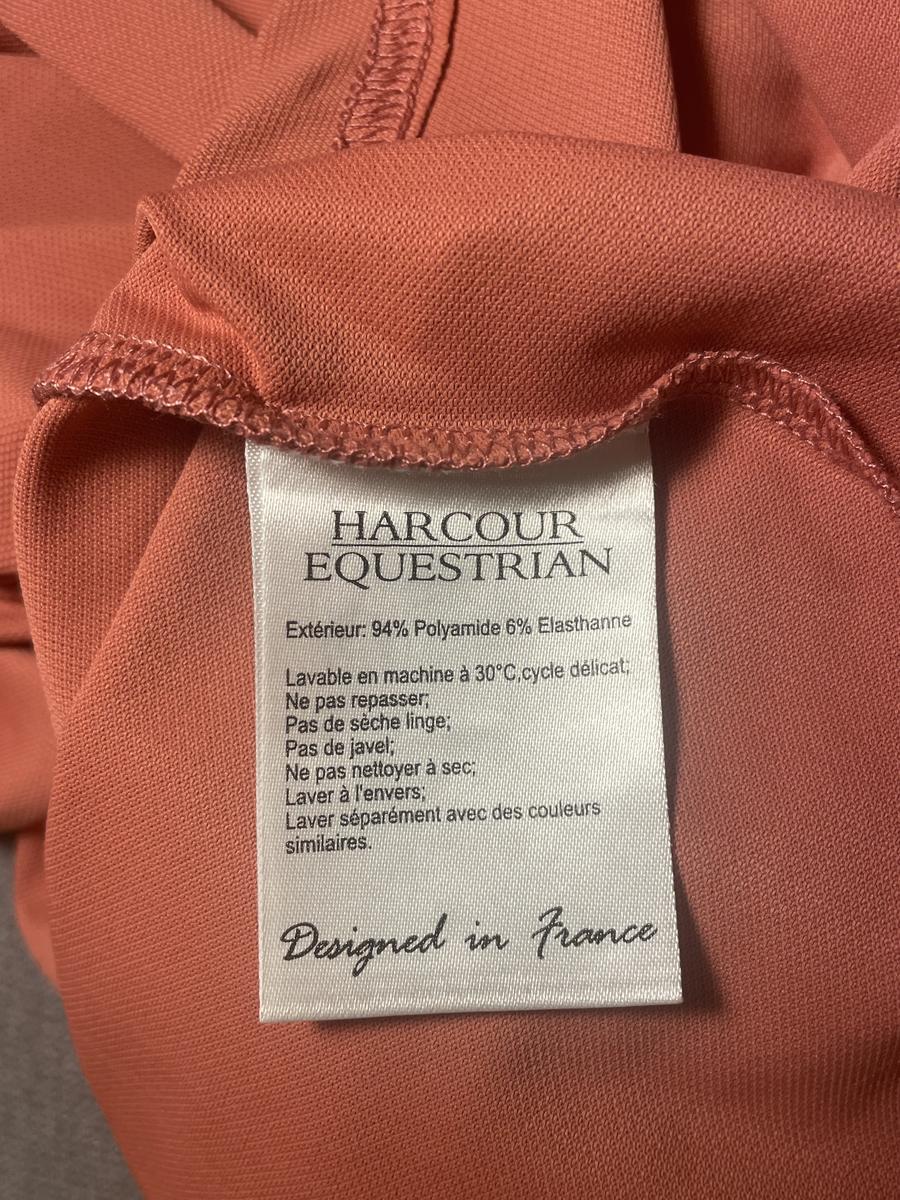 HARCOUR
EQUESTRIAN
Extérieur: 94% Polyamide 6% Elasthanne
Lavable en machine à 30°C,cycle délicat;
Ne pas repasser;
Pas de sèche linge;
Pas de javel;
Ne pas nettoyer à sec;
Laver à l'envers;
Laver séparément avec des couleurs
similaires.
Designed in France